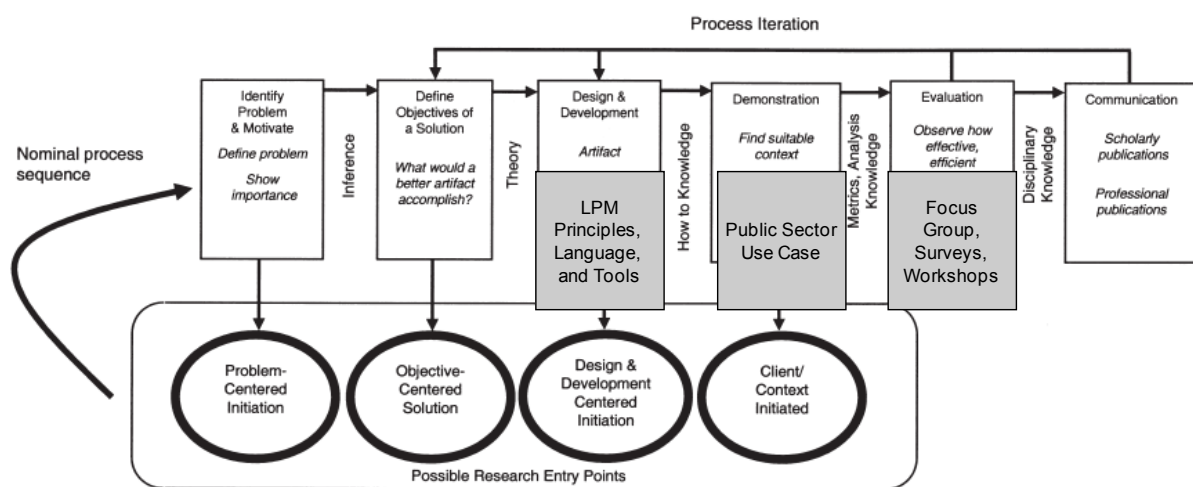 Process Iteration
Nominal process
sequence
Identify
Problem
& Motivate
Define problem
Show
importance
Inference
Define
Objectives of
a Solution
What would a
better artifact
accomplish?
Theory
Design &
Development
Artifact
LPM
Principles,
Language,
and Tools
How to Knowledge
Demonstration
Find suitable
context
Public Sector
Use Case
Metrics, Analysis
Knowledge
Evaluation
Observe how
effective,
efficient
Focus
Group,
Surveys,
Workshops
Disciplinary
Knowledge
Communication
Scholarly
publications
Professional
publications
Problem-
Centered
Initiation
Objective-
Centered
Solution
Design &
Development
Centered
Initiation
Client/
Context
Initiated
Possible Research Entry Points